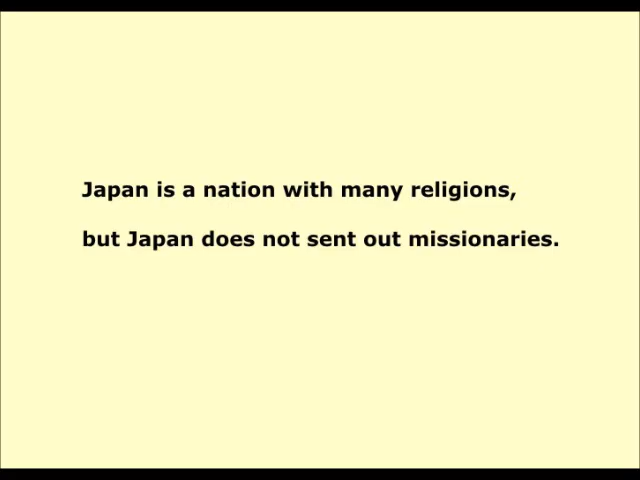 Japan is a nation with many religions,
but Japan does not sent out missionaries.